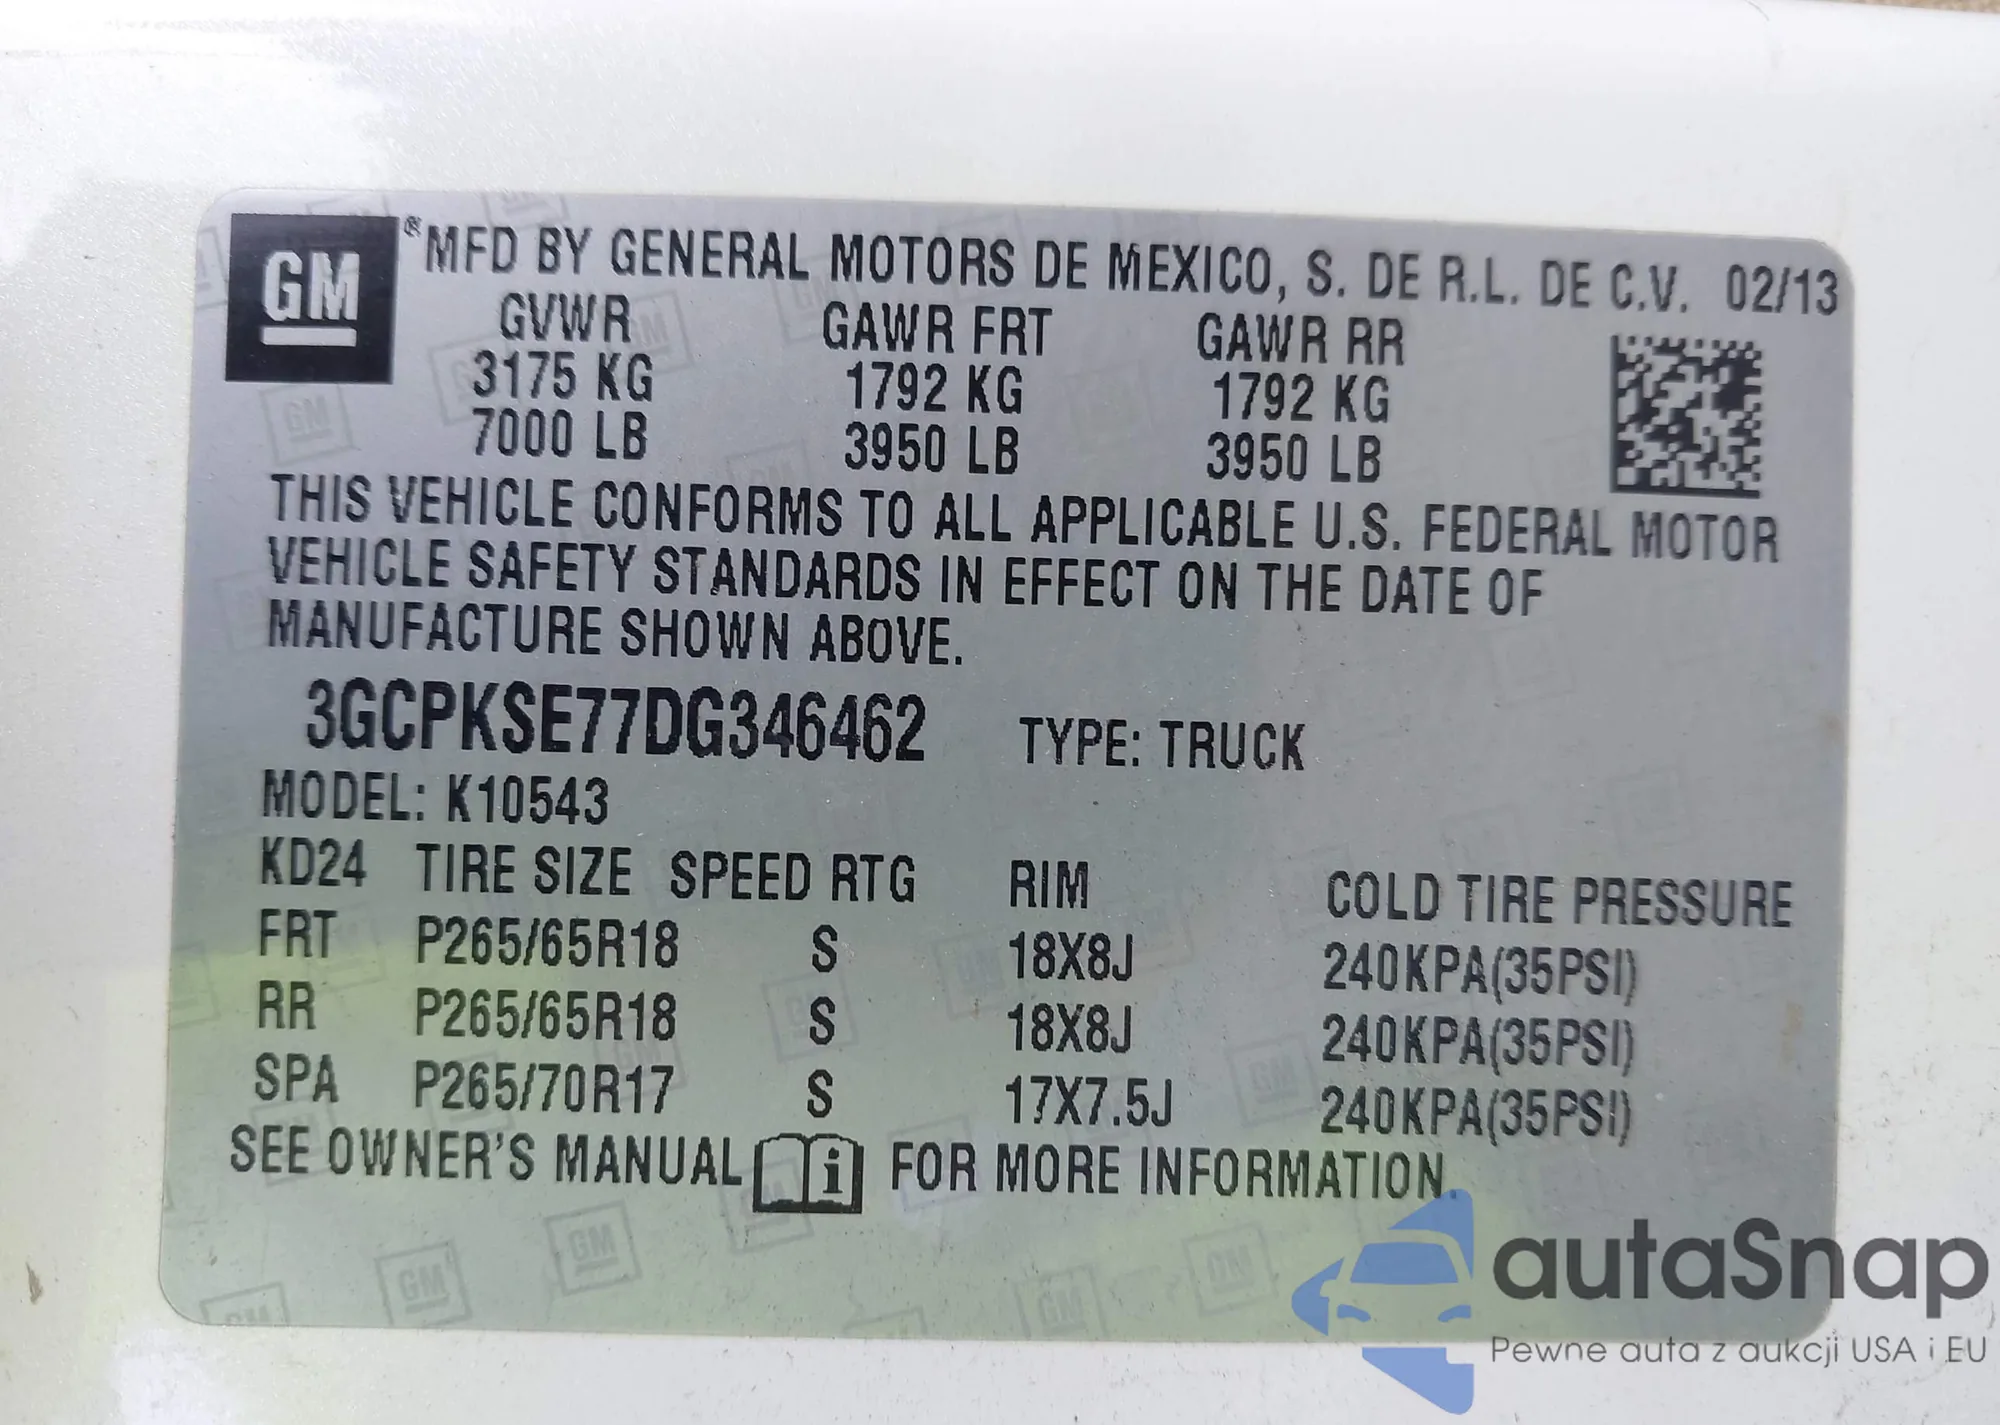 GM
® MFD BY GENERAL MOTORS DE MEXICO, S. DE R.L. DE C.V. 02/13
GVWR GAWR FRT GAWR RR
3175 KG 1792 KG 1792 KG
7000 LB 3950 LB 3950 LB
THIS VEHICLE CONFORMS TO ALL APPLICABLE U.S. FEDERAL MOTOR
VEHICLE SAFETY STANDARDS IN EFFECT ON THE DATE OF
MANUFACTURE SHOWN ABOVE.
3GCPKSE77DG346462 TYPE: TRUCK
MODEL: K10543
KD24 TIRE SIZE SPEED RTG RIM COLD TIRE PRESSURE
FRT P265/65R18 S 18X8J 240KPA(35PSI)
RR P265/65R18 S 18X8J 240KPA(35PSI)
SPA P265/70R17 S 17X7.5J 240KPA(35PSI)
SEE OWNER'S MANUAL i FOR MORE INFORMATION.
autaSnap
Pewne auta z aukcji USA i EU